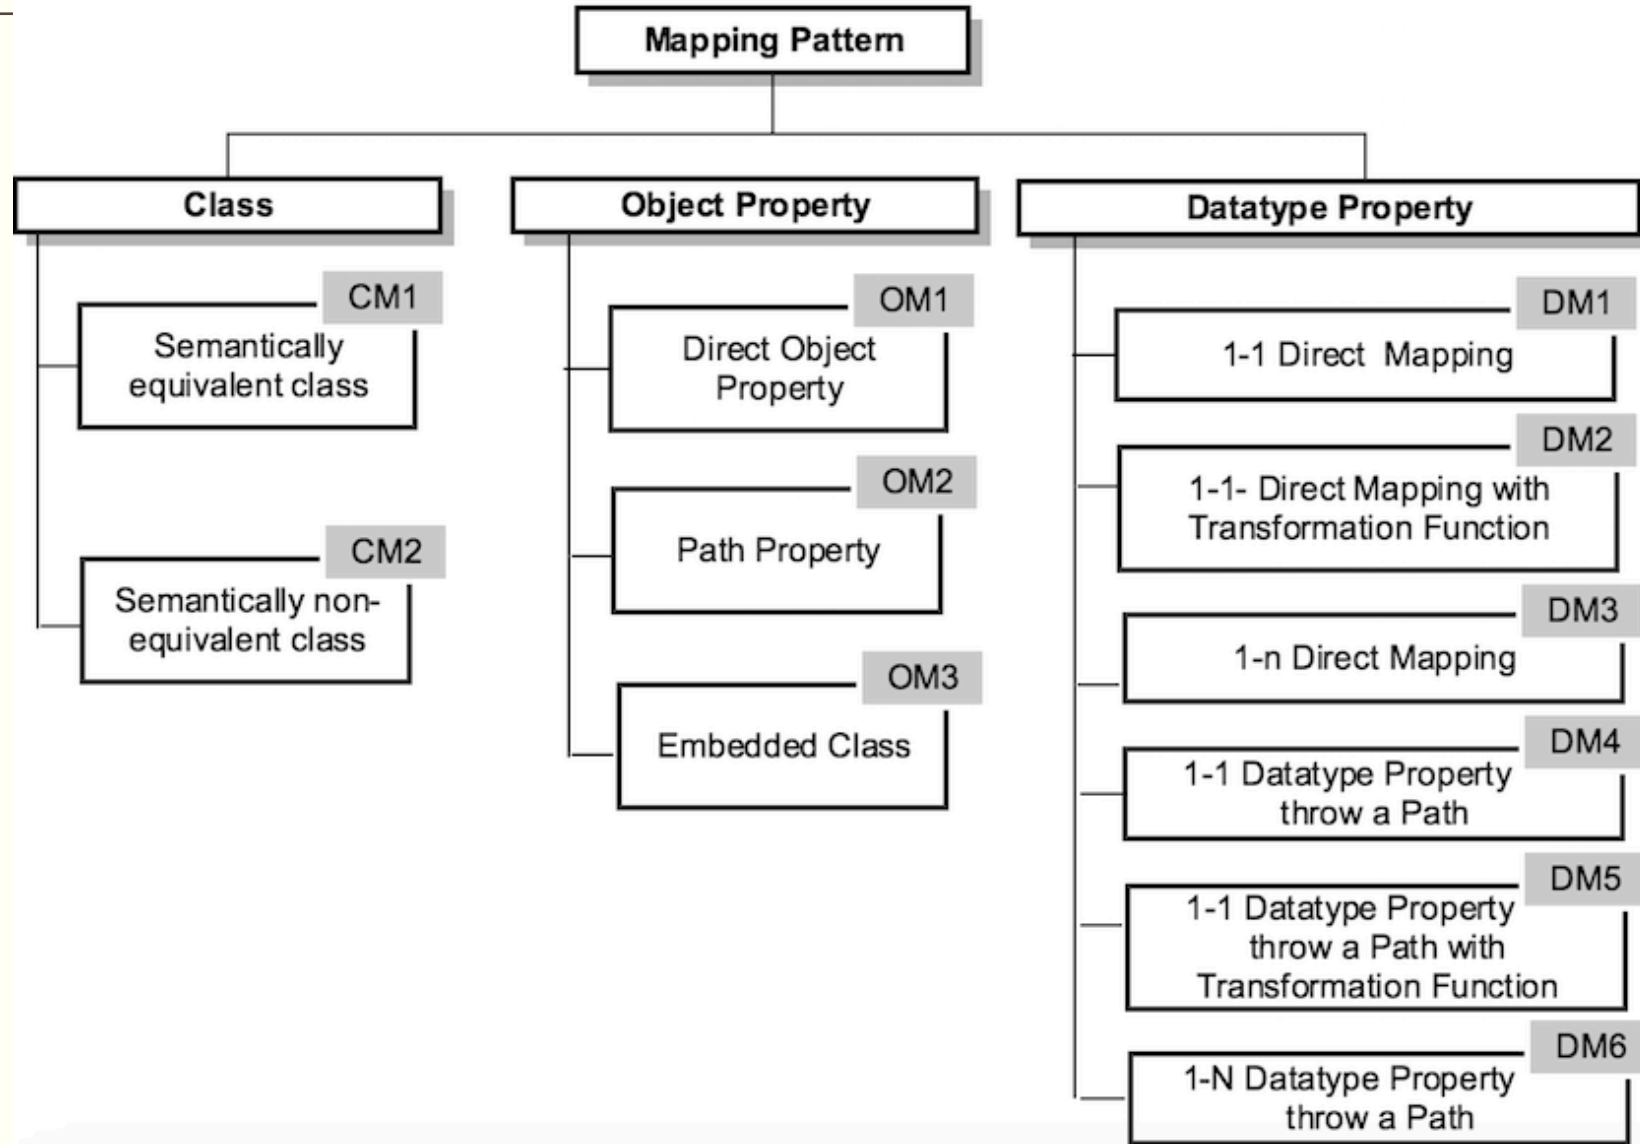 Mapping Pattern
Class
CM1
Semantically
equivalent class
CM2
Semantically non-
equivalent class
Object Property
OM1
Direct Object
Property
OM2
Path Property
OM3
Embedded Class
Datatype Property
DM1
1-1 Direct Mapping
DM2
1-1- Direct Mapping with
Transformation Function
DM3
1-n Direct Mapping
DM4
1-1 Datatype Property
throw a Path
DM5
1-1 Datatype Property
throw a Path with
Transformation Function
DM6
1-N Datatype Property
throw a Path